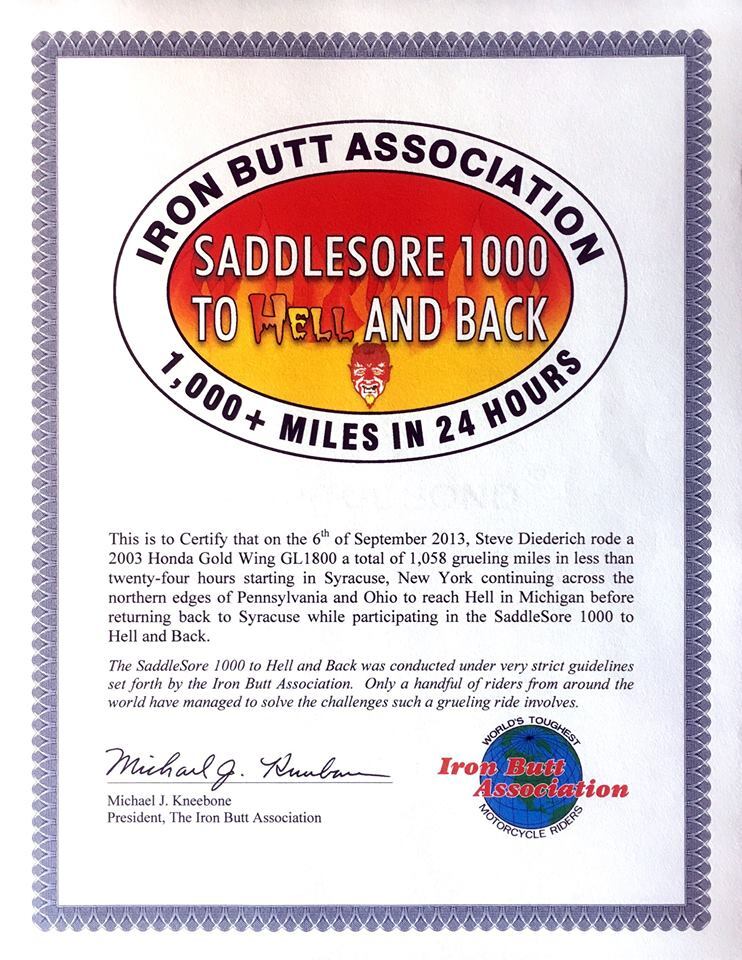 IRON BUTT ASSOCIATION
SADDLESORE 1000
TO HELL AND BACK
1,000+ MILES IN 24 HOURS
This is to Certify that on the 6th of September 2013, Steve Diederich rode a
2003 Honda Gold Wing GL1800 a total of 1,058 grueling miles in less than
twenty-four hours starting in Syracuse, New York continuing across the
northern edges of Pennsylvania and Ohio to reach Hell in Michigan before
returning back to Syracuse while participating in the SaddleSore 1000 to
Hell and Back.
The SaddleSore 1000 to Hell and Back was conducted under very strict guidelines
set forth by the Iron Butt Association. Only a handful of riders from around the
world have managed to solve the challenges such a grueling ride involves.
Michael J. Kneebone
Michael J. Kneebone
President, The Iron Butt Association
WORLD'S TOUGHEST
Iron Butt
Association
MOTORCYCLE RIDERS